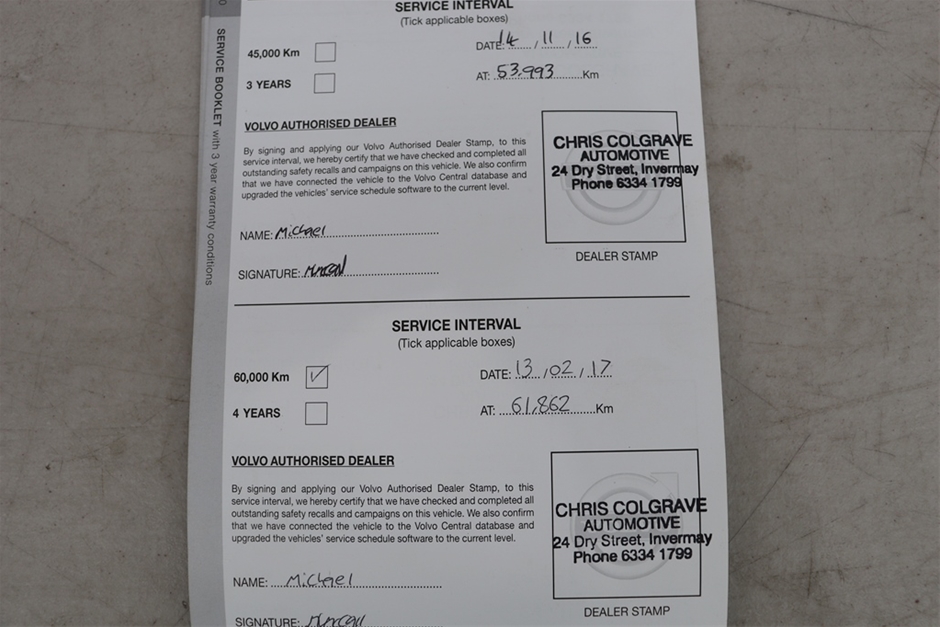 SERVICE BOOKLET with 3 year warranty conditions
SERVICE INTERVAL
(Tick applicable boxes)
45,000 Km
3 YEARS
DATE: 14 / 11 / 16
AT: 53,993 Km
VOLVO AUTHORISED DEALER
By signing and applying our Volvo Authorised Dealer Stamp, to this
service interval, we hereby certify that we have checked and completed all
outstanding safety recalls and campaigns on this vehicle. We also confirm
that we have connected the vehicle to the Volvo Central database and
upgraded the vehicles' service schedule software to the current level.
NAME: Michael
SIGNATURE:
CHRIS COLGRAVE
AUTOMOTIVE
24 Dry Street, Invermay
Phone 6334 1799
DEALER STAMP
SERVICE INTERVAL
(Tick applicable boxes)
60,000 Km
4 YEARS
DATE: 13 / 02 / 17
AT: 61,862 Km
VOLVO AUTHORISED DEALER
By signing and applying our Volvo Authorised Dealer Stamp, to this
service interval, we hereby certify that we have checked and completed all
outstanding safety recalls and campaigns on this vehicle. We also confirm
that we have connected the vehicle to the Volvo Central database and
upgraded the vehicles' service schedule software to the current level.
NAME: Michael
SIGNATURE:
CHRIS COLGRAVE
AUTOMOTIVE
24 Dry Street, Invermay
Phone 6334 1799
DEALER STAMP